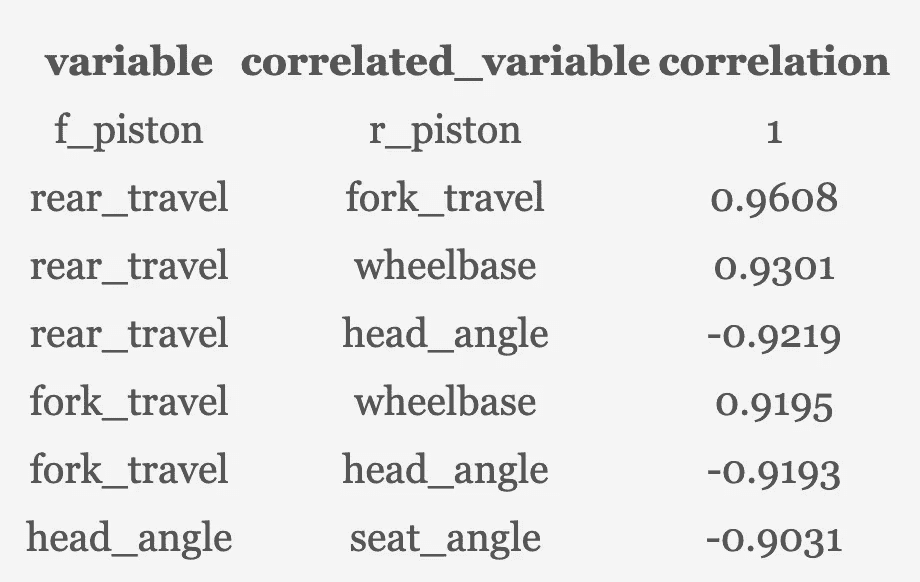 variable correlated_variable correlation
f_piston r_piston 1
rear_travel fork_travel 0.9608
rear_travel wheelbase 0.9301
rear_travel head_angle -0.9219
fork_travel wheelbase 0.9195
fork_travel head_angle -0.9193
head_angle seat_angle -0.9031